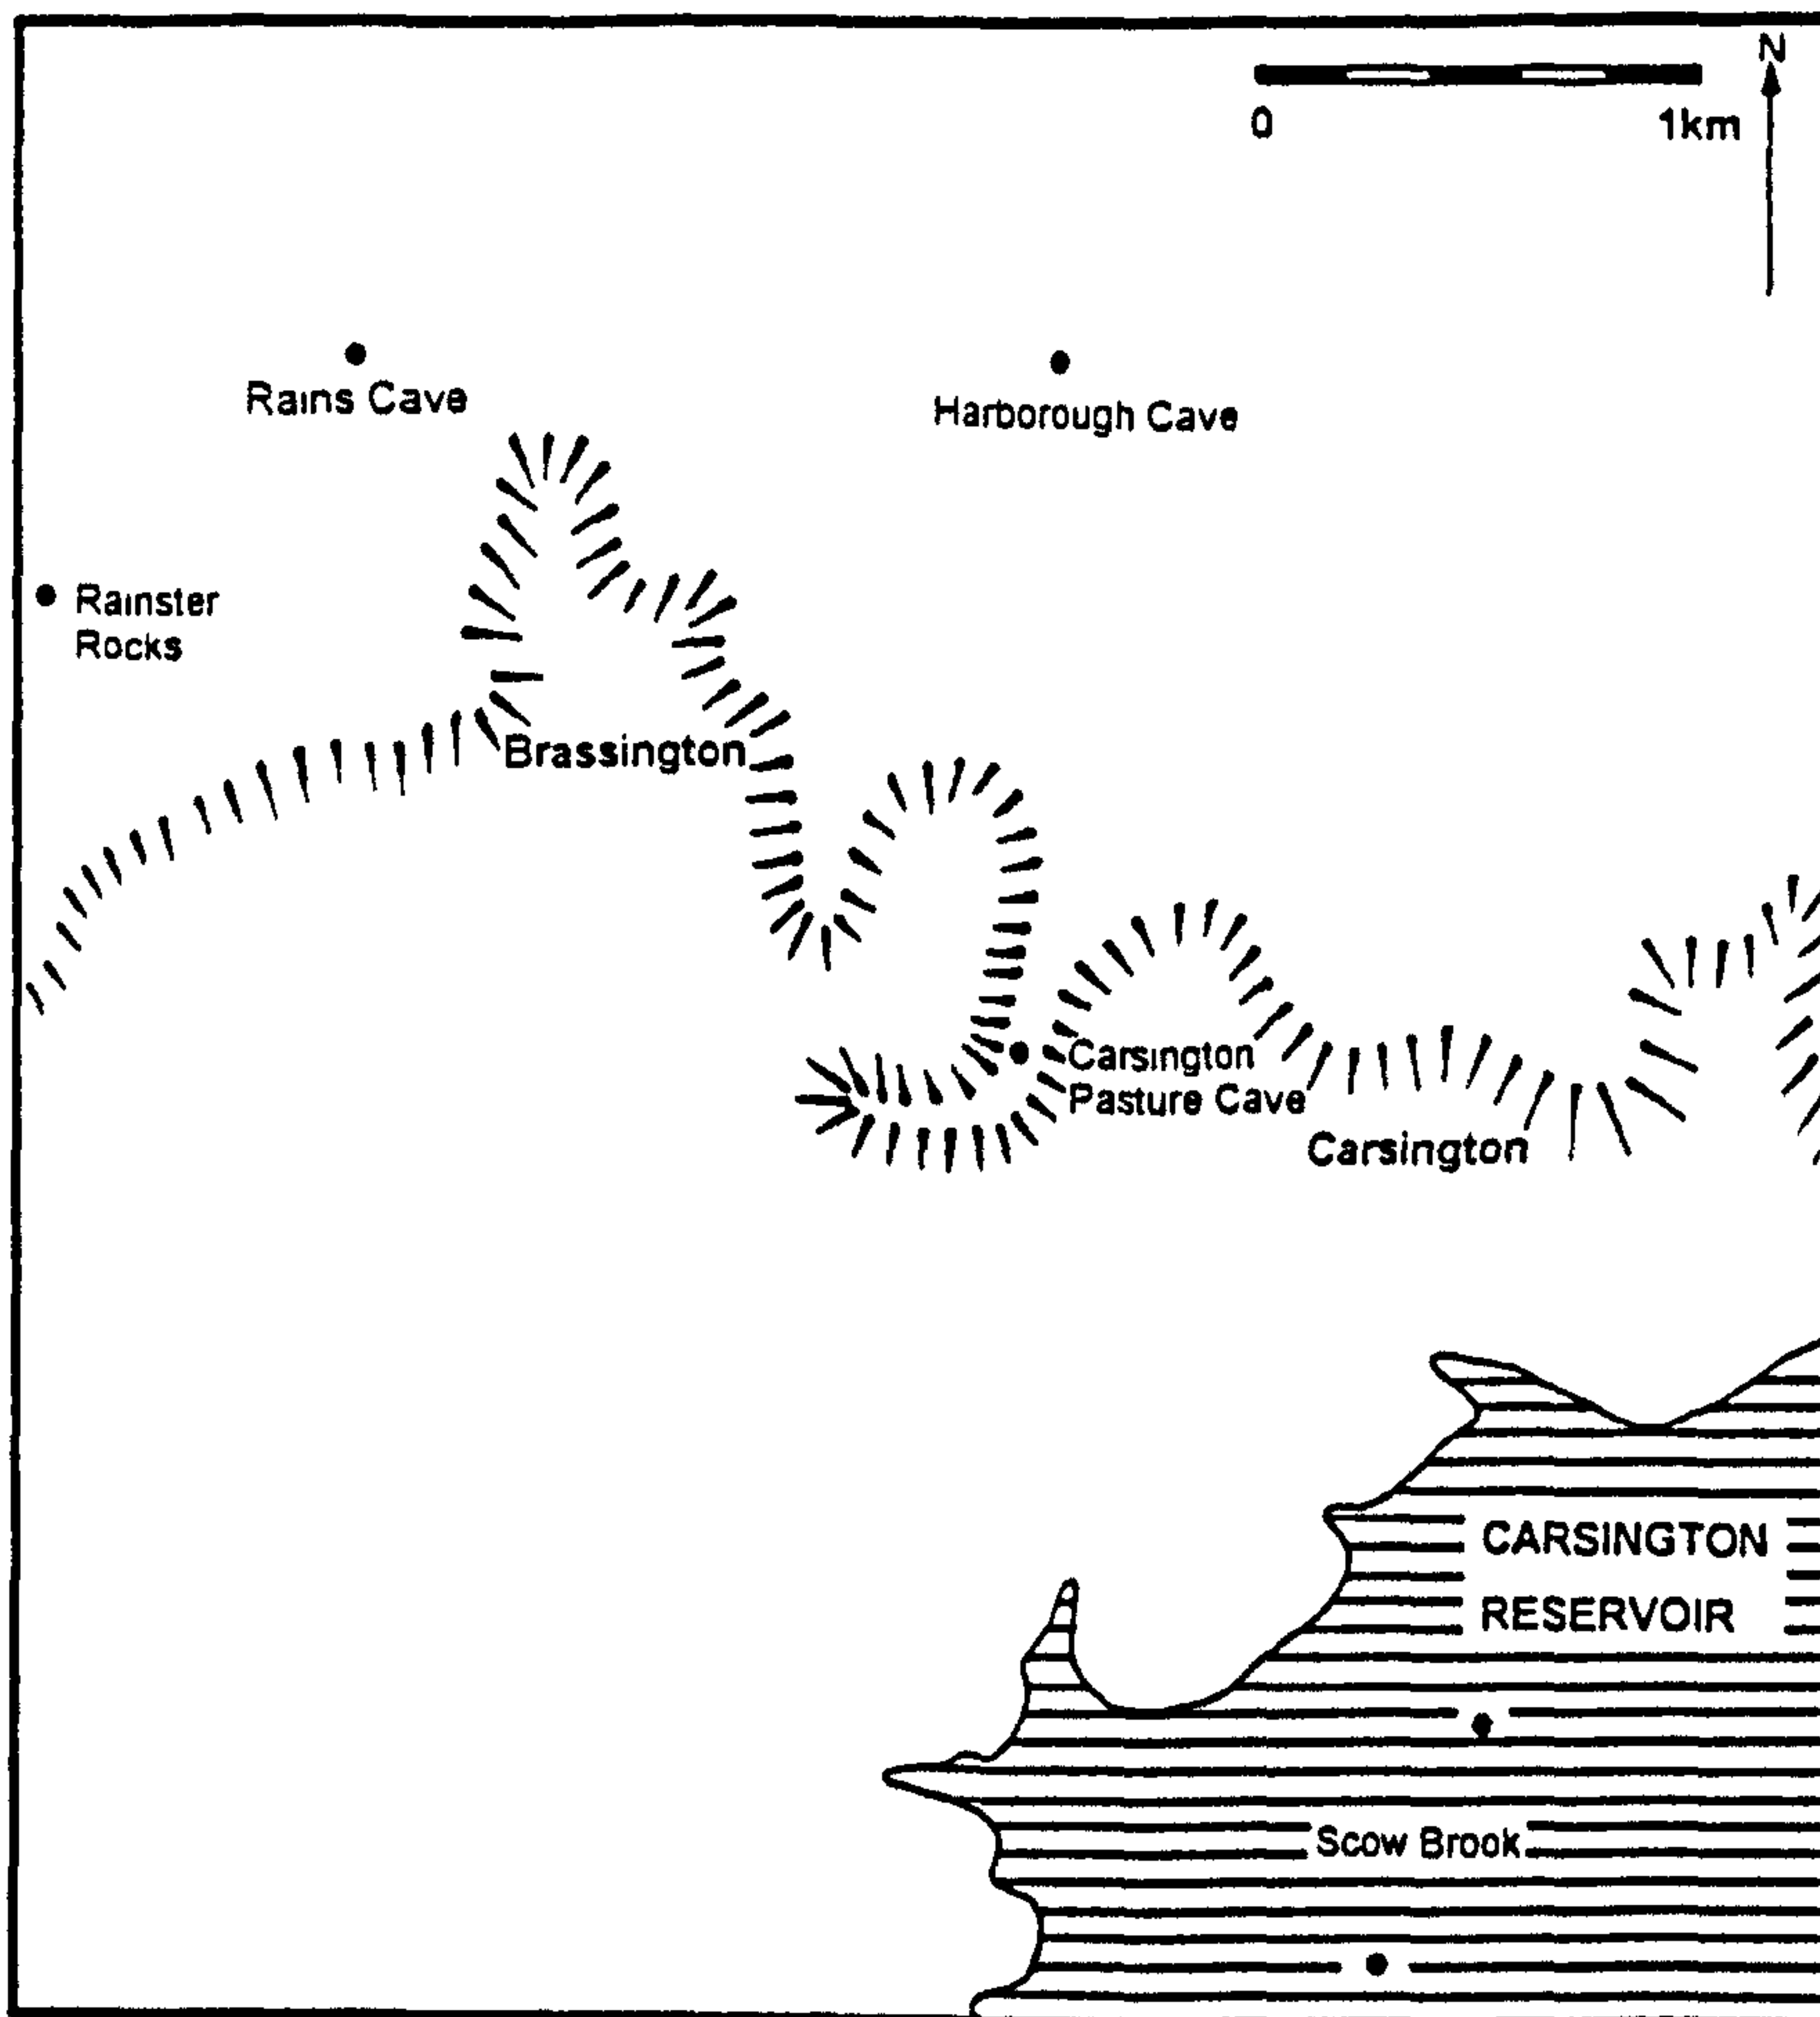 N
0 1km
Rains Cave
Harborough Cave
Rainster
Rocks
Brassington
Carsington
Pasture Cave
Carsington
CARSINGTON
RESERVOIR
Scow Brook